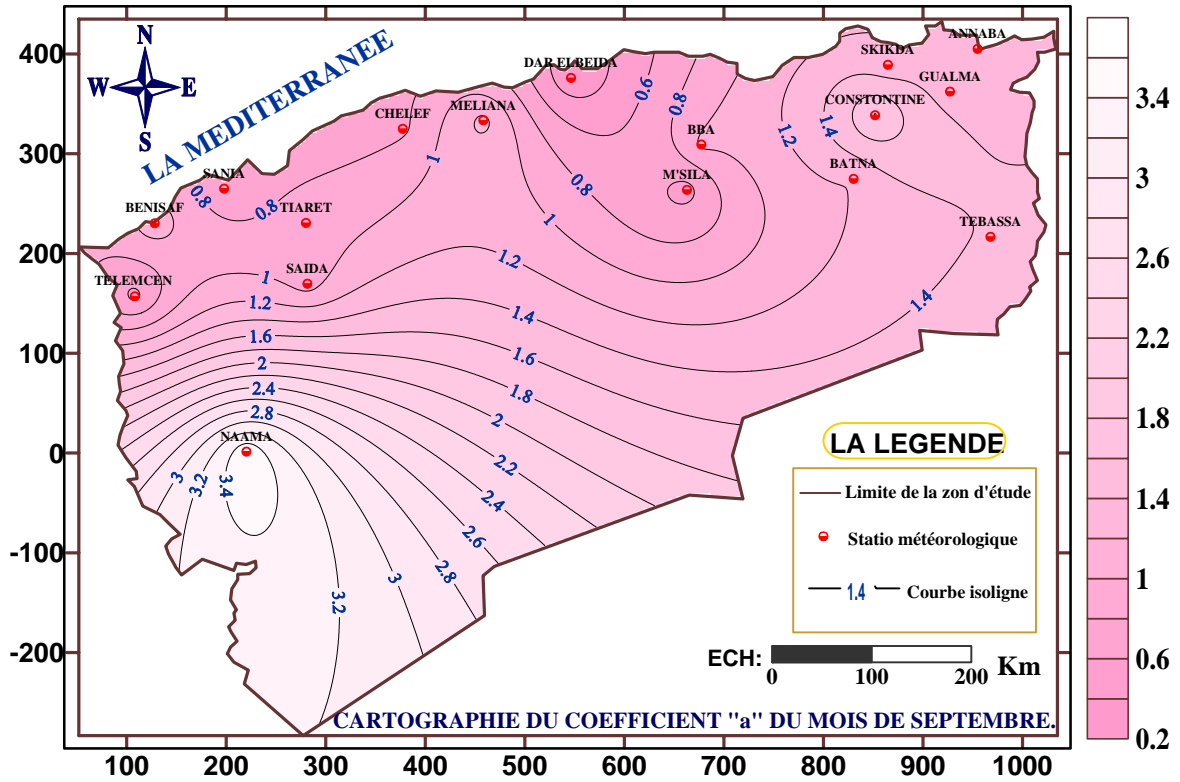 N
W E
S
LA MEDITERRANEE
ANNABA
SKIKDA
GUALMA
DAR ELBEIDA
CONSTONTINE
CHELEF
MELIANA
BBA
BATNA
M'SILA
SANIA
BENISAF
TIARET
TEBASSA
SAIDA
TELEMCEN
NAAMA
0.6
0.8
1.2
1.4
1
0.8
0.8
0.8
1
1
1.2
1.2
1.4
1.4
1.6
1.6
2
1.8
2.4
2
2.8
2.2
3
3.2
3.4
2.4
2.6
2.8
3
3.2
400
300
200
100
0
-100
-200
100 200 300 400 500 600 700 800 900 1000
3.4
3
2.6
2.2
1.8
1.4
1
0.6
0.2
LA LEGENDE
Limite de la zon d'étude
Statio météorologique
1.4 Courbe isoligne
ECH: 0 100 200 Km
CARTOGRAPHIE DU COEFFICIENT "a" DU MOIS DE SEPTEMBRE.